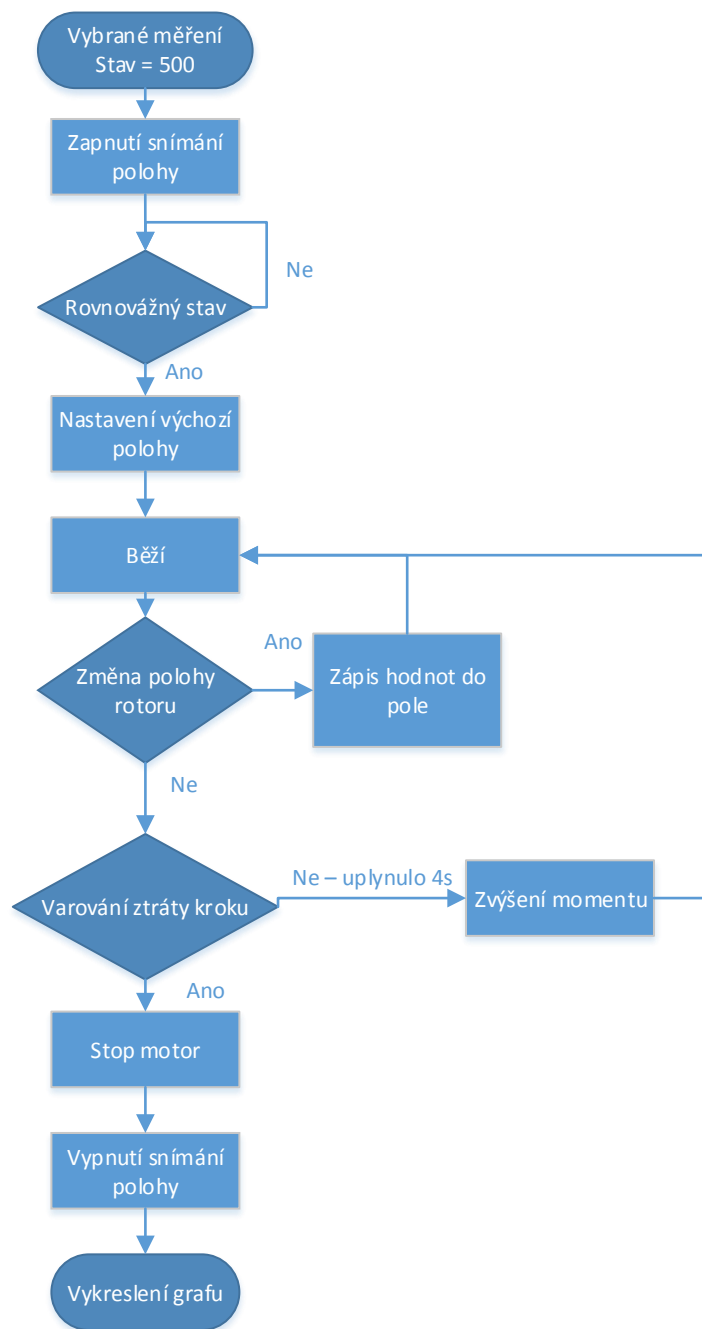 Vybrané měření
Stav = 500
Zapnutí snímání
polohy
Ne
Rovnovážný stav
Ano
Nastavení výchozí
polohy
Běží
Ano
Změna polohy
rotoru
Zápis hodnot do
pole
Ne
Ne – uplynulo 4s
Varování ztráty kroku
Zvýšení momentu
Ano
Stop motor
Vypnutí snímání
polohy
Vykreslení grafu